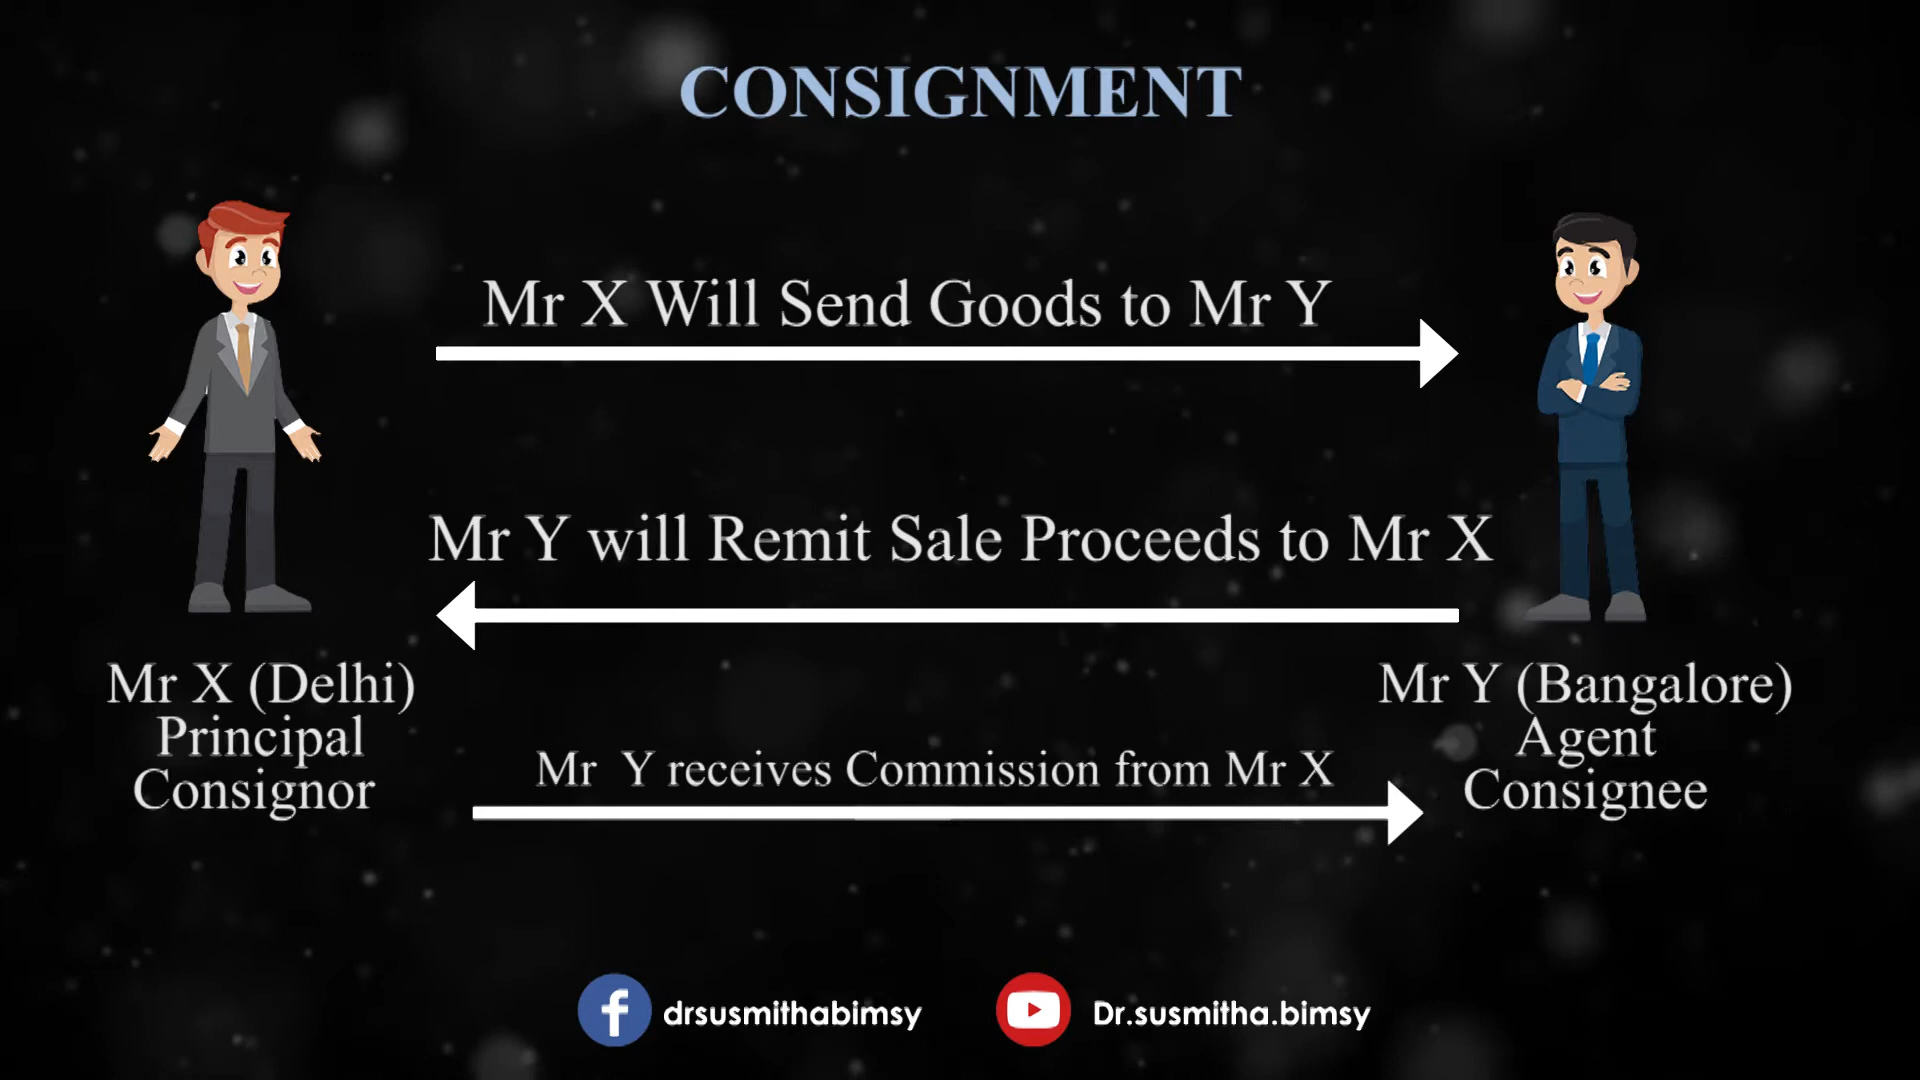 CONSIGNMENT
Mr X Will Send Goods to Mr Y
Mr Y will Remit Sale Proceeds to Mr X
Mr X (Delhi)
Principal
Consignor
Mr Y (Bangalore)
Agent
Consignee
Mr Y receives Commission from Mr X
drsusmithabimsy
Dr.susmitha.bimsy